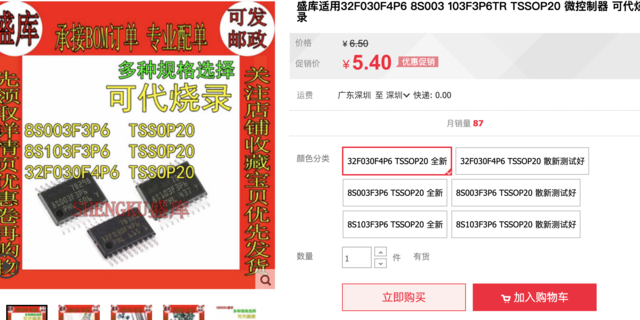 盛库
承接BOM订单 专业配单
可发
邮政
多种规格选择
可代烧录
8S003F3P6 TSSOP20
8S103F3P6 TSSOP20
32F030F4P6 TSSOP20
先领取详情页优惠卷再购物
关注店铺收藏宝贝优先发货
SHENGKU盛库
盛库适用32F030F4P6 8S003 103F3P6TR TSSOP20 微控制器 可代烧
录
价格 ¥ 6.50
促销价 ¥ 5.40 优惠促销
运费 广东深圳 至 深圳 快递: 0.00
月销量 87
颜色分类
32F030F4P6 TSSOP20 全新
32F030F4P6 TSSOP20 散新测试好
8S003F3P6 TSSOP20 全新
8S003F3P6 TSSOP20 散新测试好
8S103F3P6 TSSOP20 全新
8S103F3P6 TSSOP20 散新测试好
数量 1 件 有货
立即购买
加入购物车